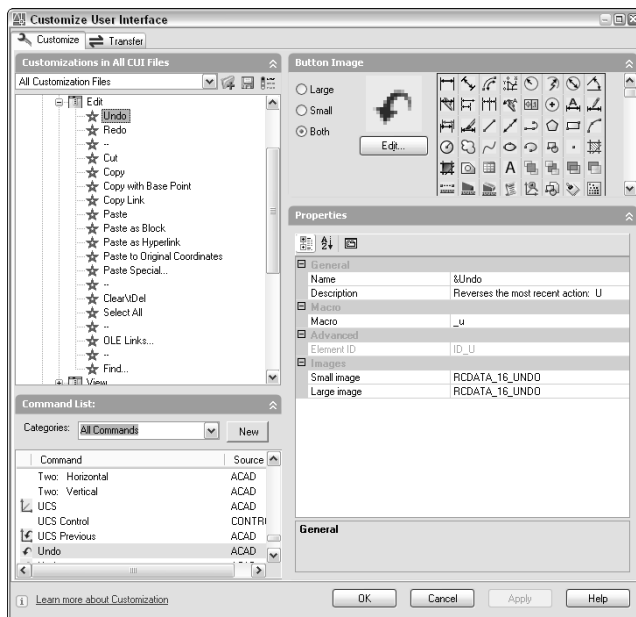 Customize User Interface
Customize
Transfer
Customizations in All CUI Files
All Customization Files
Edit
Undo
Redo
--
Cut
Copy
Copy with Base Point
Copy Link
Paste
Paste as Block
Paste as Hyperlink
Paste to Original Coordinates
Paste Special...
--
Clear\tDel
Select All
--
OLE Links...
--
Find...
View
Command List:
Categories: All Commands
New
Command Source
Two: Horizontal ACAD
Two: Vertical ACAD
UCS ACAD
UCS Control CONTR
UCS Previous ACAD
Undo ACAD
Button Image
Large
Small
Both
Edit...
A
Properties
General
Name &Undo
Description Reverses the most recent action: U
Macro
Macro _u
Advanced
Element ID ID_U
Images
Small image RCDATA_16_UNDO
Large image RCDATA_16_UNDO
General
Learn more about Customization
OK
Cancel
Apply
Help